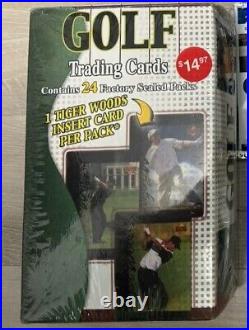 GOLF
Trading Cards
$14.97
Contains 24 Factory Sealed Packs
1 TIGER WOODS
INSERT CARD
PER PACK*